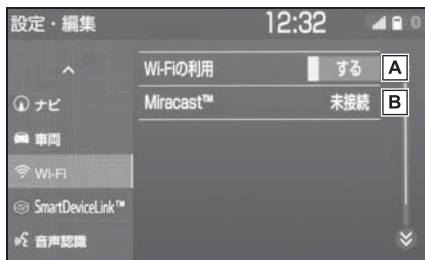 設定・編集 12:32
Wi-Fiの利用 する A
Miracast™ 未接続 B
ナビ
車両
Wi-Fi
SmartDeviceLink™
音声認識